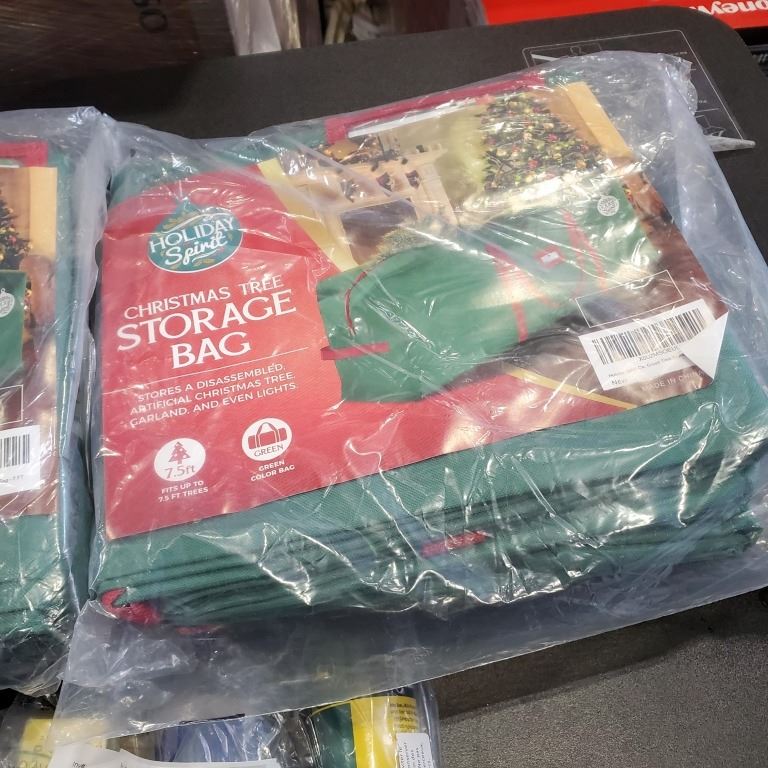 HOLIDAY
Spirit
CHRISTMAS TREE
STORAGE
BAG
STORES A DISASSEMBLED,
ARTIFICIAL CHRISTMAS TREE,
GARLAND, AND EVEN LIGHTS.
7.5ft
FITS UP TO
7.5 FT TREES
GREEN
GREEN
COLOR BAG
MADE IN